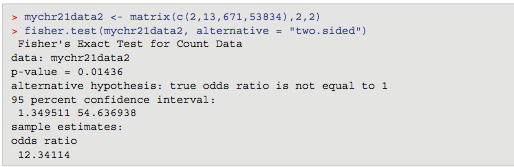 > mychr21data2 <- matrix(c(2,13,671,53834),2,2)
> fisher.test(mychr21data2, alternative = "two.sided")
Fisher's Exact Test for Count Data
data: mychr21data2
p-value = 0.01436
alternative hypothesis: true odds ratio is not equal to 1
95 percent confidence interval:
1.349511 54.636938
sample estimates:
odds ratio
12.34114